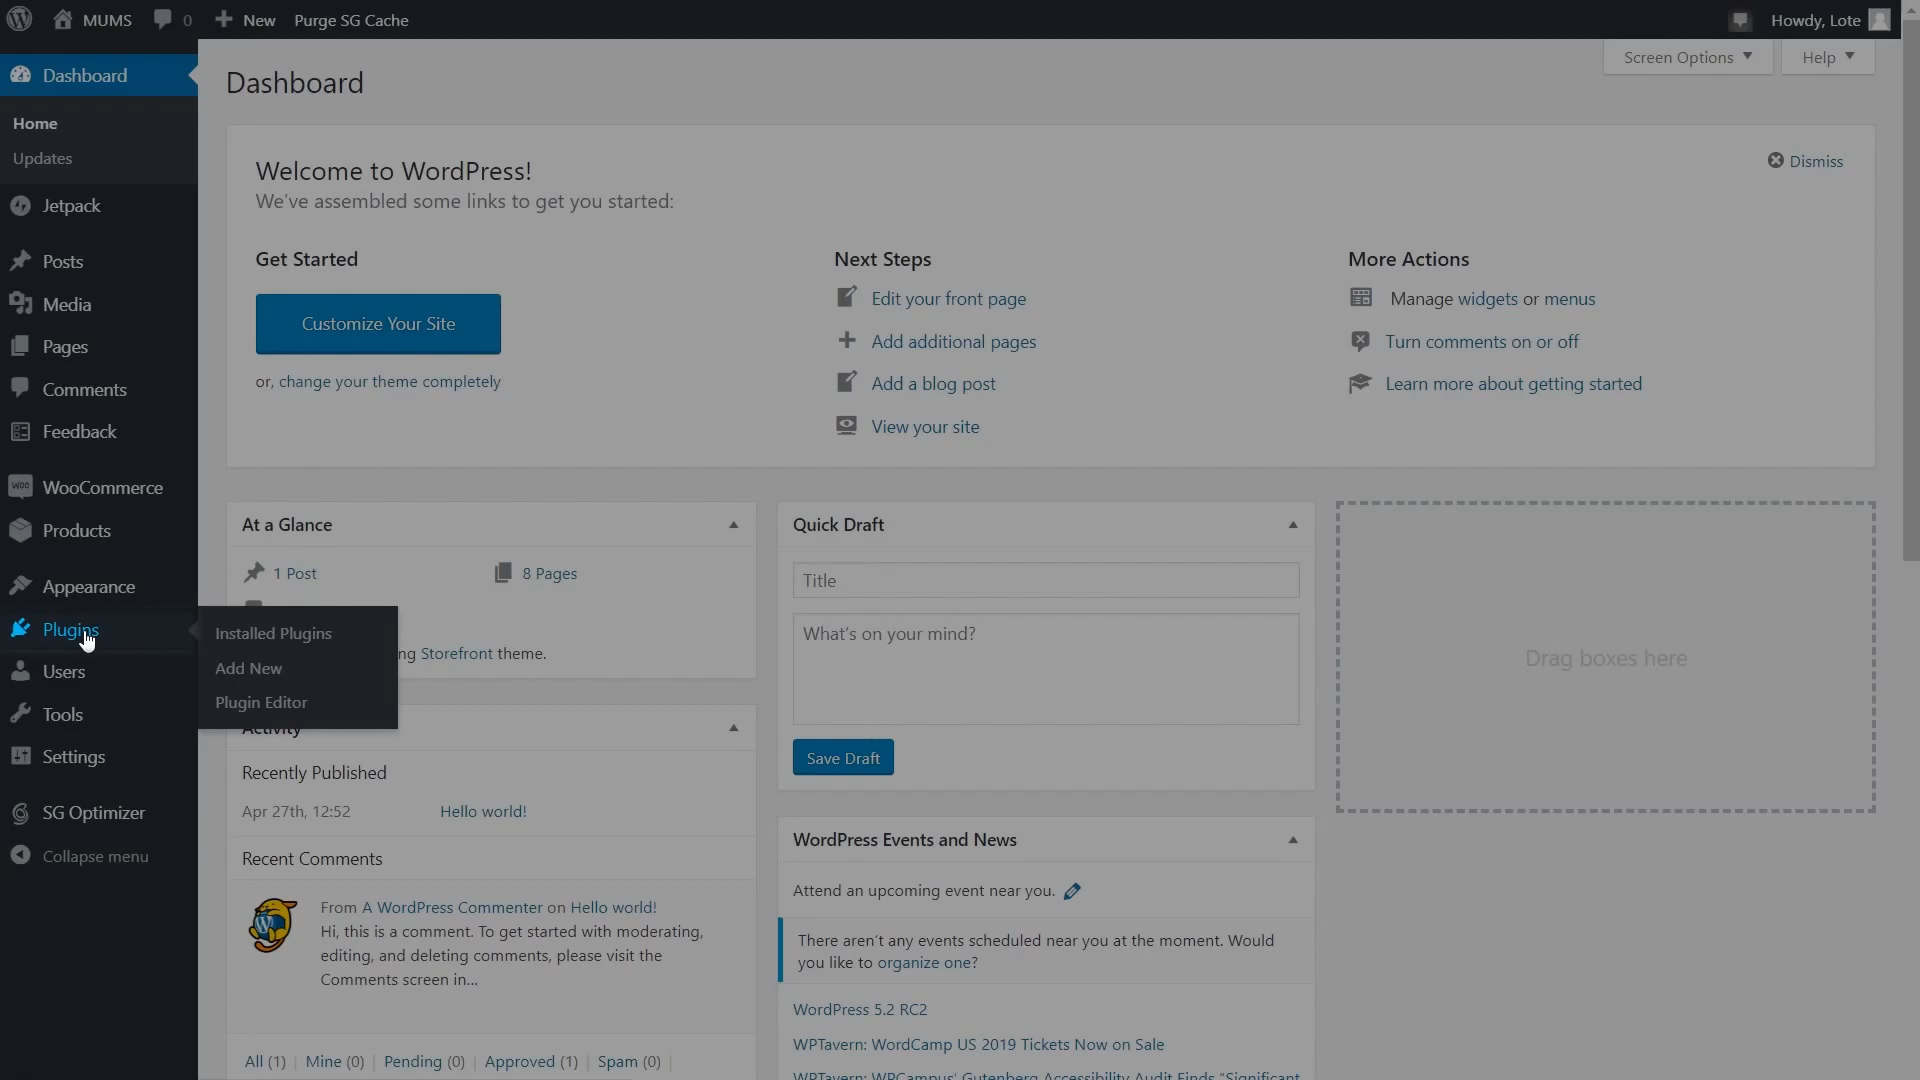 MUMS 0 New Purge SG Cache Howdy, Lote
Screen Options Help
Dashboard
Home
Updates
Jetpack
Posts
Media
Pages
Comments
Feedback
WooCommerce
Products
Appearance
Plugins
Users
Tools
Settings
SG Optimizer
Collapse menu
Installed Plugins
Add New
Plugin Editor
Dashboard
Welcome to WordPress!
Dismiss
We've assembled some links to get you started:
Get Started
Customize Your Site
or, change your theme completely
Next Steps
Edit your front page
Add additional pages
Add a blog post
View your site
More Actions
Manage widgets or menus
Turn comments on or off
Learn more about getting started
At a Glance
1 Post 8 Pages
Storefront theme.
Activity
Recently Published
Apr 27th, 12:52 Hello world!
Recent Comments
From A WordPress Commenter on Hello world!
Hi, this is a comment. To get started with moderating,
editing, and deleting comments, please visit the
Comments screen in...
All (1) | Mine (0) | Pending (0) | Approved (1) | Spam (0) |
Quick Draft
Title
What's on your mind?
Save Draft
WordPress Events and News
Attend an upcoming event near you.
There aren't any events scheduled near you at the moment. Would
you like to organize one?
WordPress 5.2 RC2
WPTavern: WordCamp US 2019 Tickets Now on Sale
WPTavern: WPCampus' Gutenberg Accessibility Audit Finds "Significant
Drag boxes here